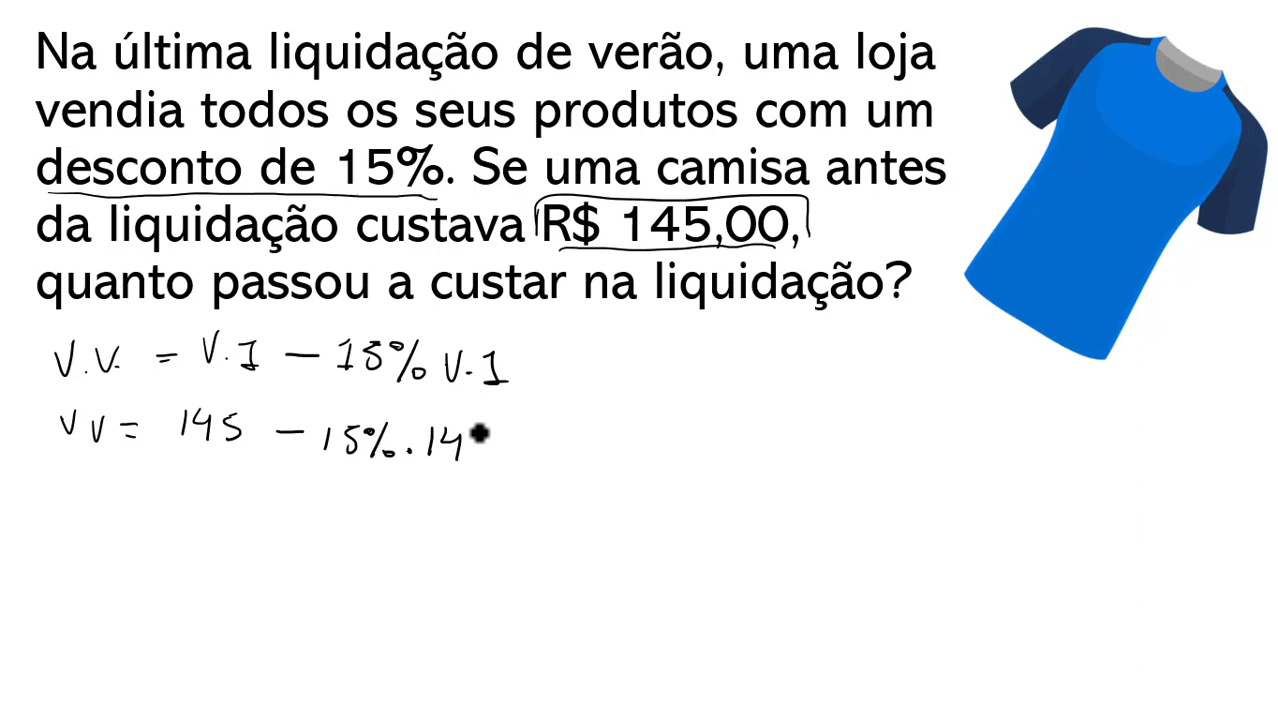 Na última liquidação de verão, uma loja
vendia todos os seus produtos com um
desconto de 15%. Se uma camisa antes
da liquidação custava R$ 145,00,
quanto passou a custar na liquidação?
V.V. = V.I - 15% V.I
VV = 145 - 15%.14